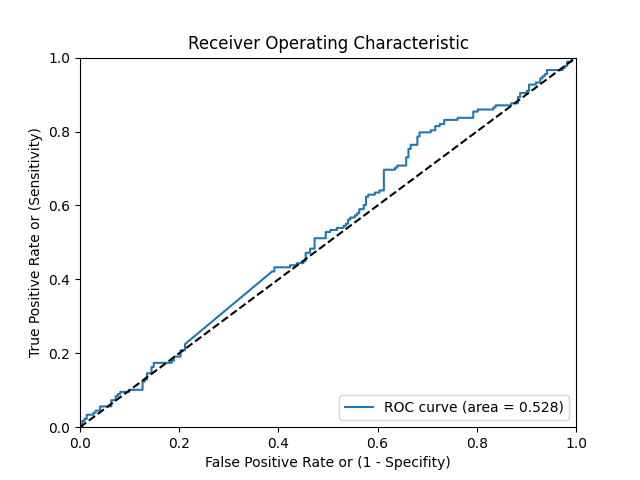 Receiver Operating Characteristic
True Positive Rate or (Sensitivity)
1.0
0.8
0.6
0.4
0.2
0.0
ROC curve (area = 0.528)
0.0 0.2 0.4 0.6 0.8 1.0
False Positive Rate or (1 - Specifity)